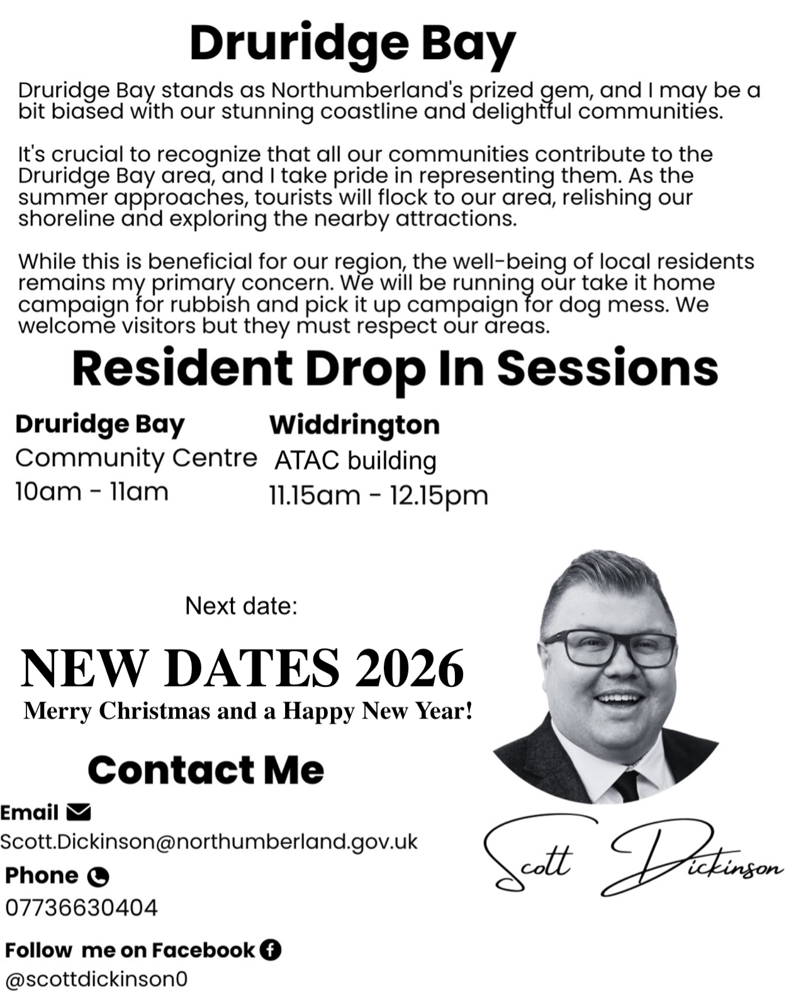 Druridge Bay
Druridge Bay stands as Northumberland's prized gem, and I may be a
bit biased with our stunning coastline and delightful communities.
It's crucial to recognize that all our communities contribute to the
Druridge Bay area, and I take pride in representing them. As the
summer approaches, tourists will flock to our area, relishing our
shoreline and exploring the nearby attractions.
While this is beneficial for our region, the well-being of local residents
remains my primary concern. We will be running our take it home
campaign for rubbish and pick it up campaign for dog mess. We
welcome visitors but they must respect our areas.
Resident Drop In Sessions
Druridge Bay
Community Centre
10am - 11am
Widdrington
ATAC building
11.15am - 12.15pm
Next date:
NEW DATES 2026
Merry Christmas and a Happy New Year!
Contact Me
Email
Scott.Dickinson@northumberland.gov.uk
Phone
07736630404
Follow me on Facebook
@scottdickinson0
Scott Dickinson